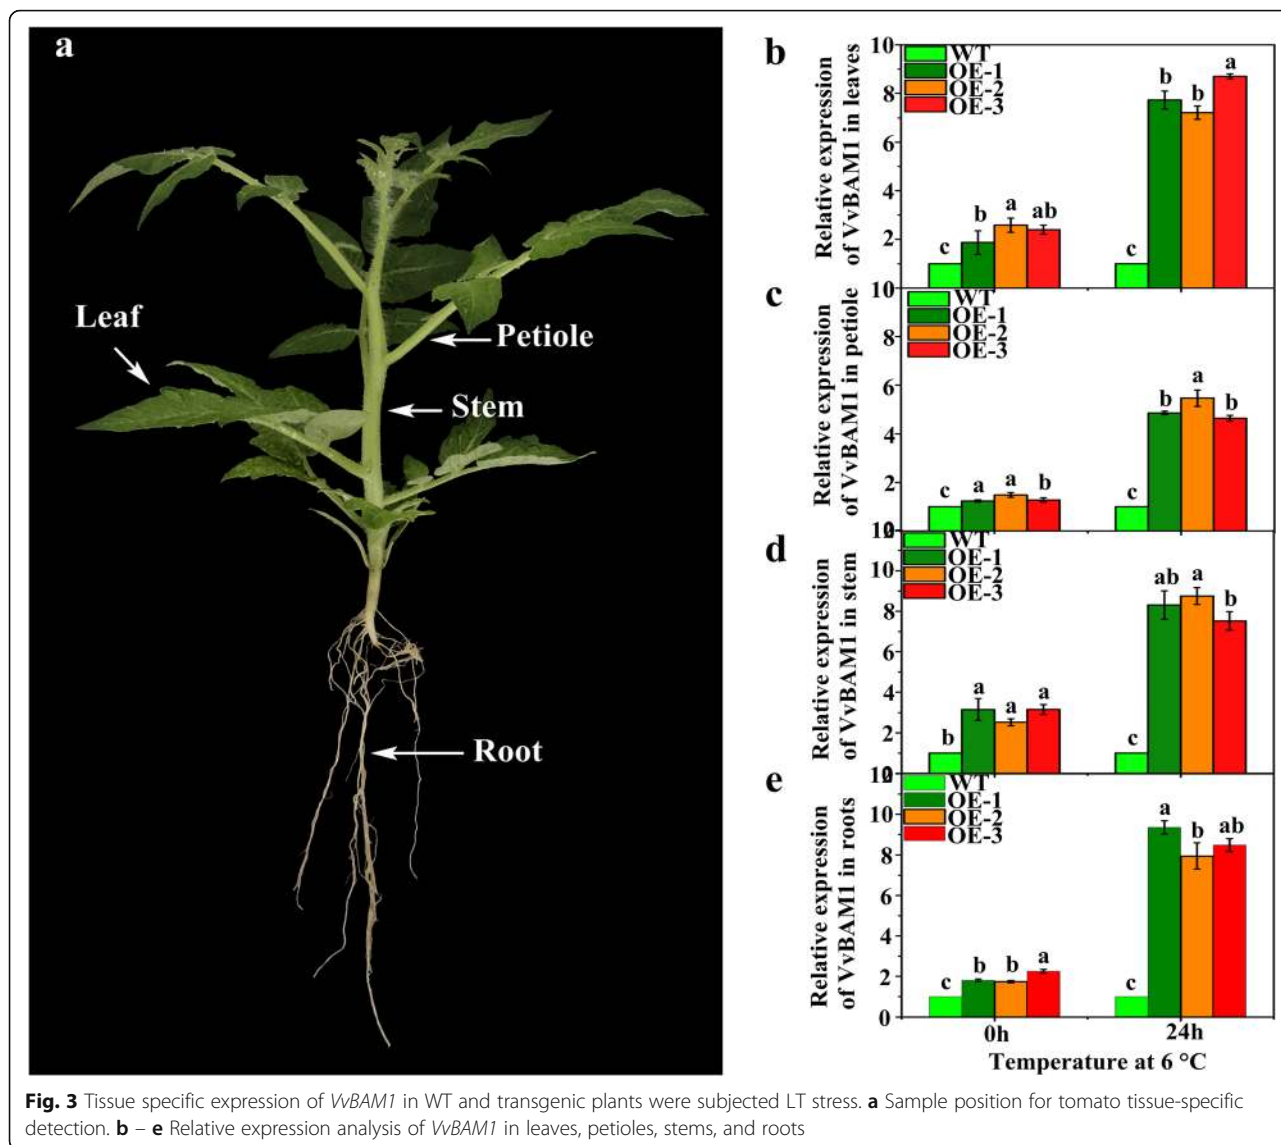 a
Leaf
Petiole
Stem
Root
b
Relative expression
of VvBAM1 in leaves
10
8
6
4
2
WT
OE-1
OE-2
OE-3
c
b
a
ab
c
b
b
a
c
Relative expression
of VvBAM1 in petiole
10
8
6
4
2
WT
OE-1
OE-2
OE-3
c
a
a
b
c
b
a
b
d
Relative expression
of VvBAM1 in stem
10
8
6
4
2
WT
OE-1
OE-2
OE-3
b
a
a
a
c
ab
a
b
e
Relative expression
of VvBAM1 in roots
10
8
6
4
2
0
WT
OE-1
OE-2
OE-3
c
b
b
a
c
a
b
ab
0h
24h
Temperature at 6 °C
Fig. 3 Tissue specific expression of VvBAM1 in WT and transgenic plants were subjected LT stress. a Sample position for tomato tissue-specific
detection. b – e Relative expression analysis of VvBAM1 in leaves, petioles, stems, and roots